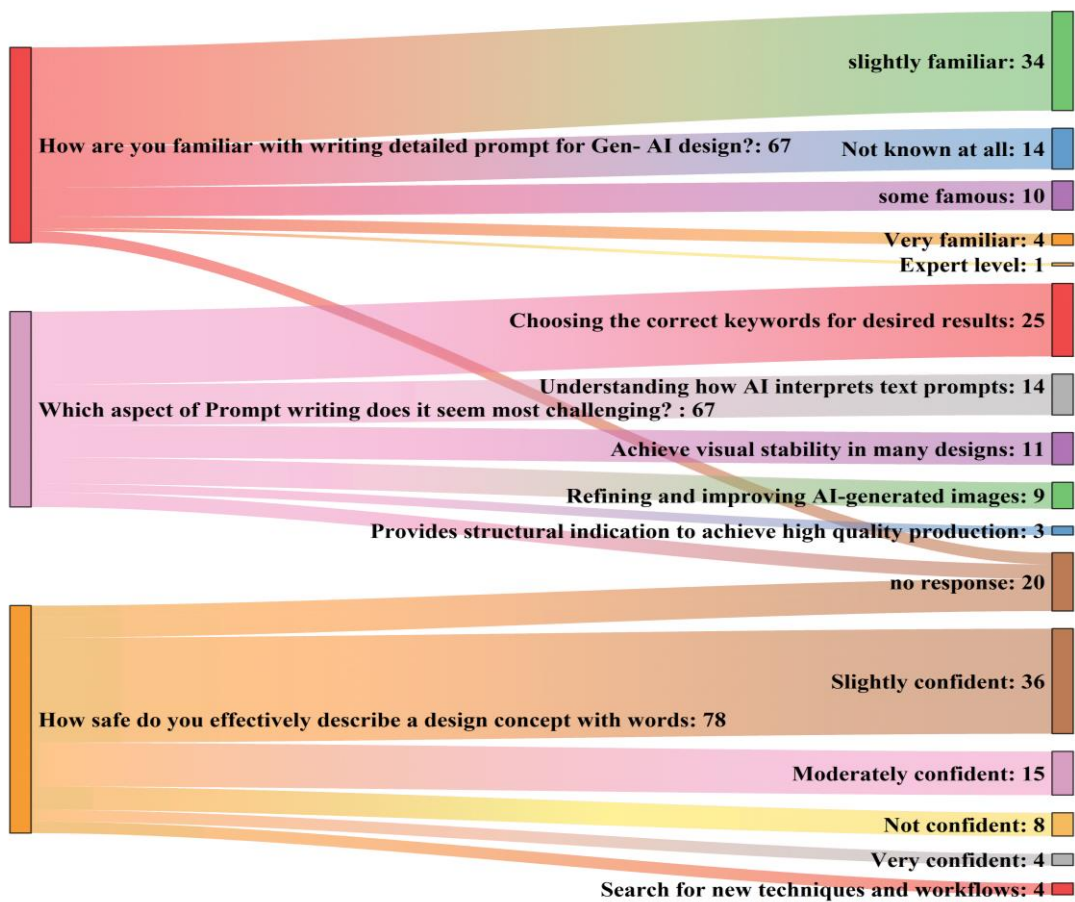 slightly familiar: 34
How are you familiar with writing detailed prompt for Gen- AI design?: 67
Not known at all: 14
some famous: 10
Very familiar: 4
Expert level: 1
Choosing the correct keywords for desired results: 25
Understanding how AI interprets text prompts: 14
Which aspect of Prompt writing does it seem most challenging? : 67
Achieve visual stability in many designs: 11
Refining and improving AI-generated images: 9
Provides structural indication to achieve high quality production: 3
no response: 20
Slightly confident: 36
How safe do you effectively describe a design concept with words: 78
Moderately confident: 15
Not confident: 8
Very confident: 4
Search for new techniques and workflows: 4